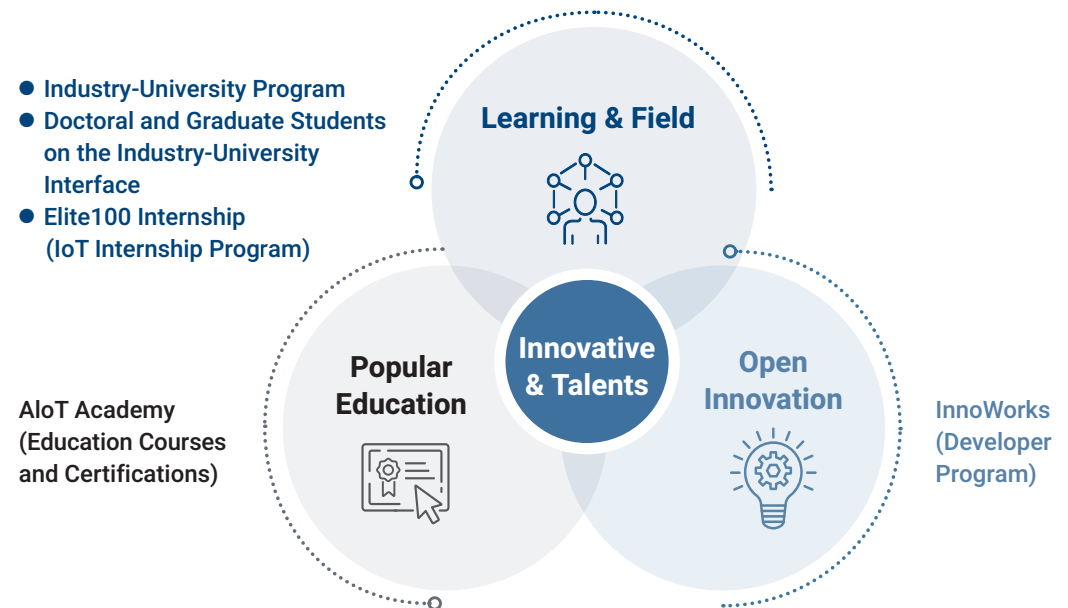 Industry-University Program
Doctoral and Graduate Students
on the Industry-University
Interface
Elite100 Internship
(IoT Internship Program)
Learning & Field
Innovative
& Talents
Popular
Education
Open
Innovation
AIoT Academy
(Education Courses
and Certifications)
InnoWorks
(Developer
Program)